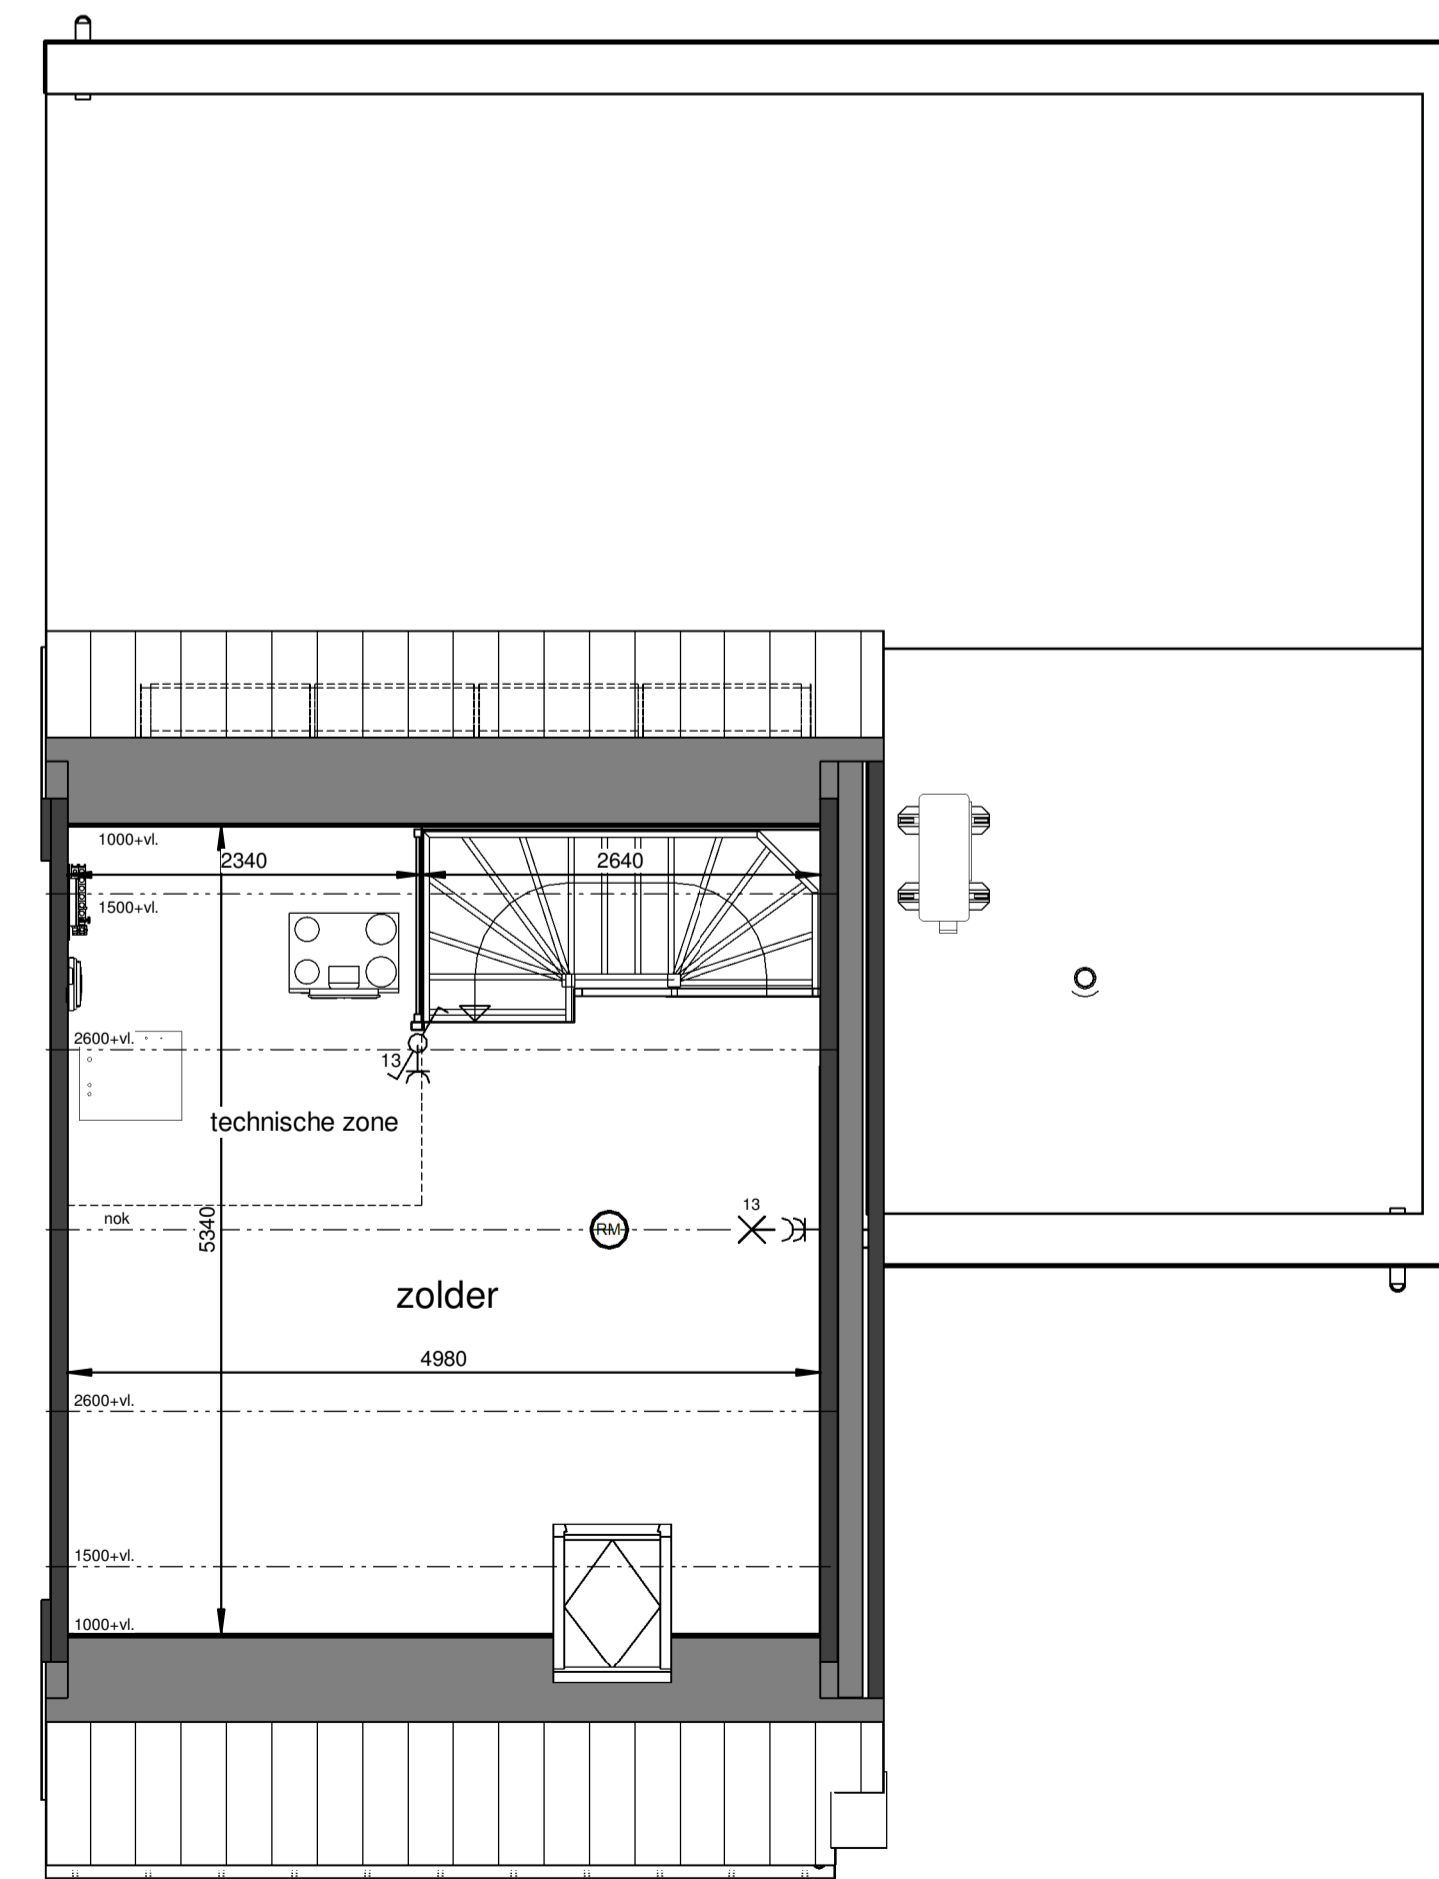 1000+vl.
2340
2640
1500+vl.
2600+vl.
13
technische zone
13
nok
5340
RM
zolder
4980
2600+vl.
1500+vl.
1000+vl.